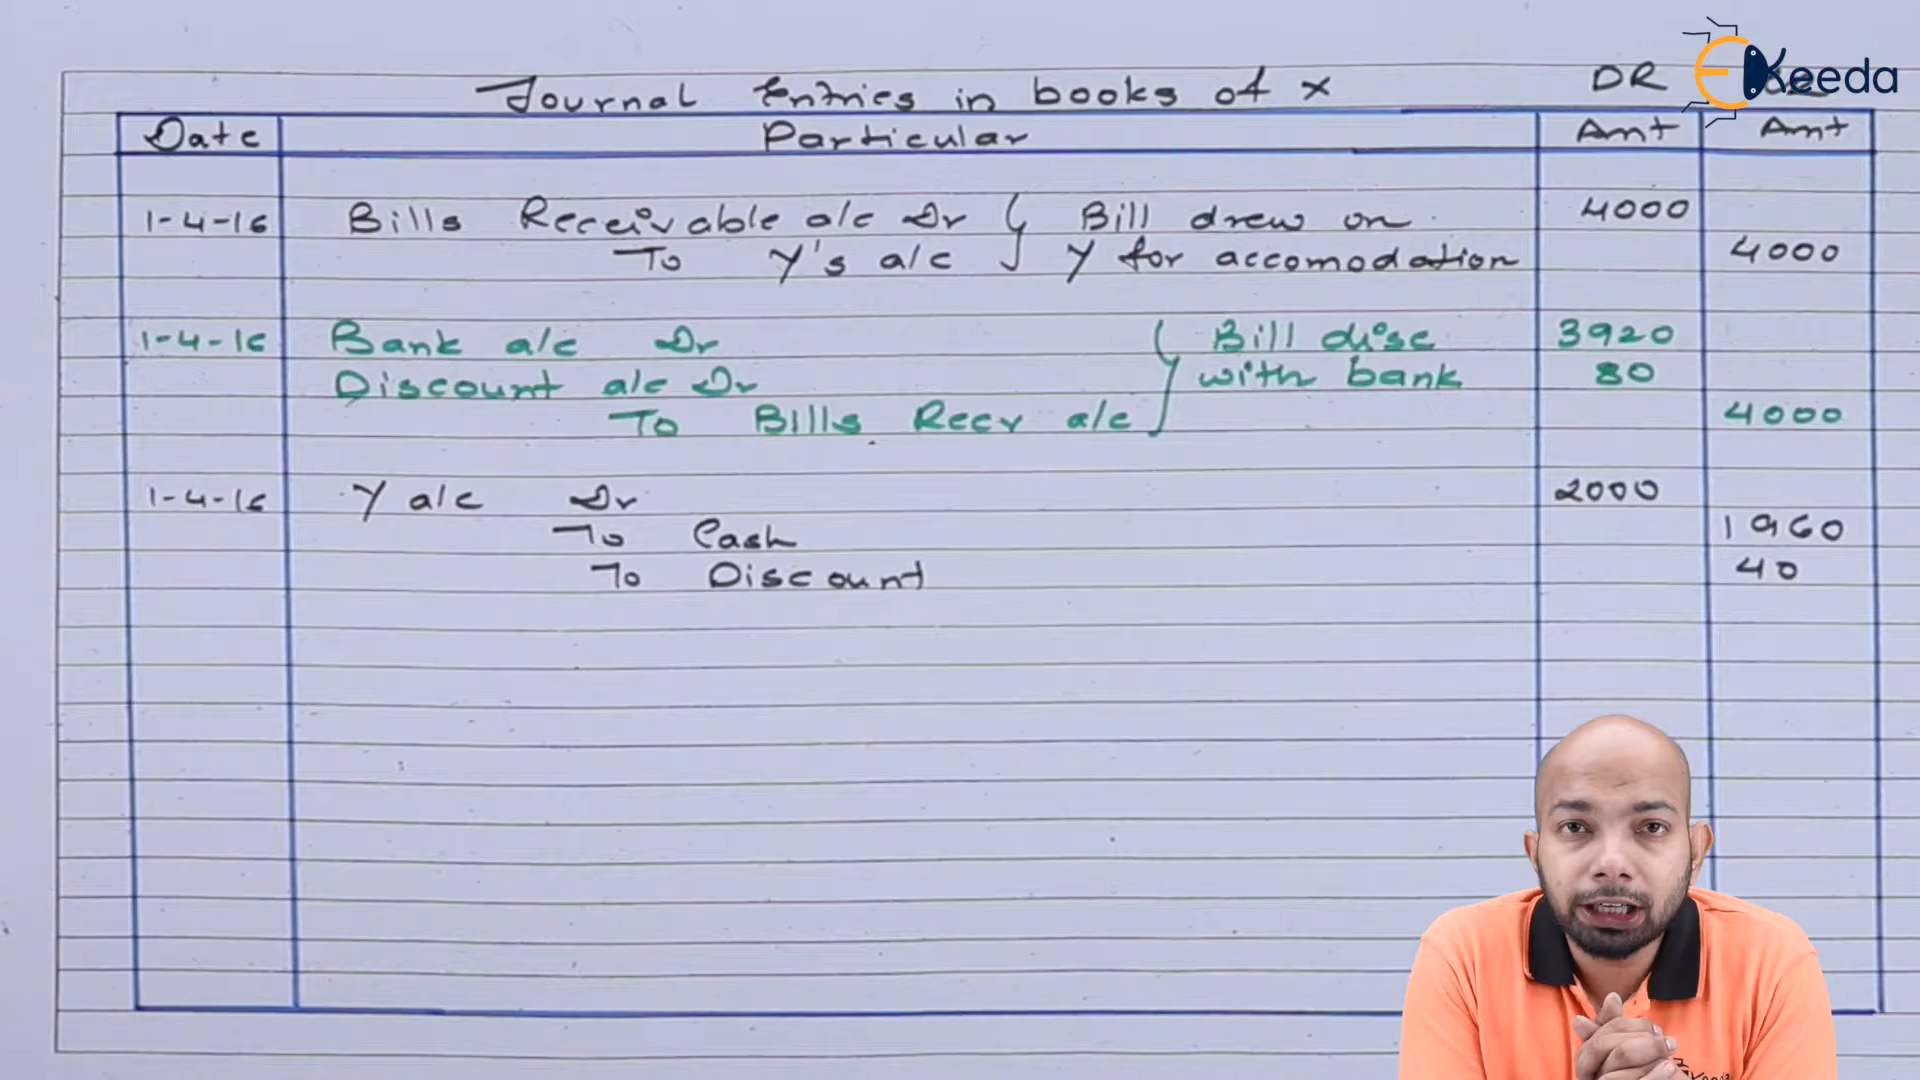 Ekeeda
Journal Entries in books of x DR
Date Particular Amt Amt
1-4-16 Bills Receivable a/c Dr Bill drew on 4000
To Y's a/c Y for accomodation 4000
1-4-16 Bank a/c Dr Bill disc 3920
Discount a/c Dr with bank 80
To Bills Recv a/c 4000
1-4-16 Y a/c Dr 2000
To Cash 1960
To Discount 40